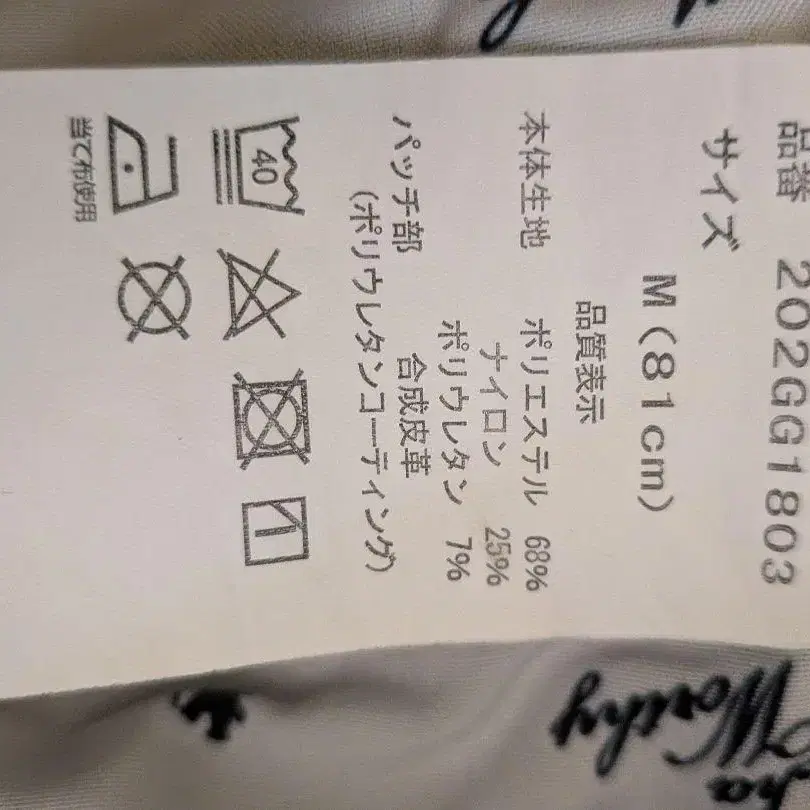 品番 202GG1803
サイズ
M(81cm)
品質表示
本体生地 ポリエステル 68%
ナイロン 25%
ポリウレタン 7%
パッチ部 合成皮革
(ポリウレタンコーティング)
40
当て布使用
Worthy